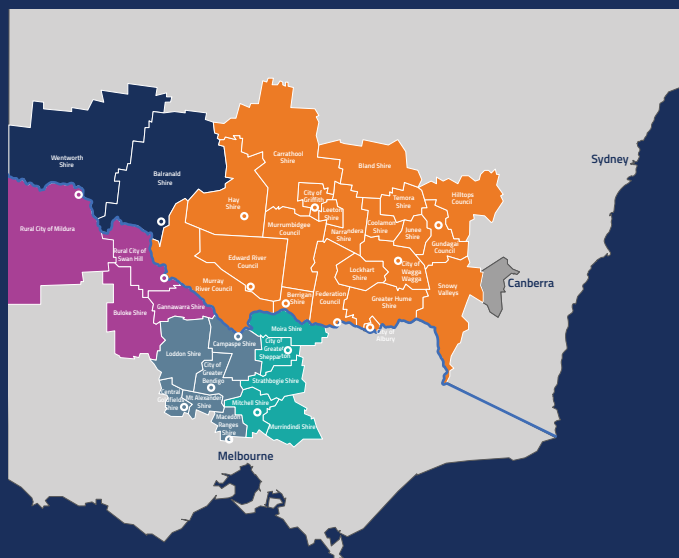 Sydney
Carrathool
Shire
Bland Shire
Wentworth
Shire
Balranald
Shire
City of
Griffith
Temora
Shire
Hilltops
Council
Hay
Shire
Leeton
Shire
Murrumbidgee
Council
Narrandera
Shire
Coolamon
Shire
Junee
Shire
Rural City of Mildura
Rural City of
Swan Hill
Gundagai
Council
Edward River
Council
Lockhart
Shire
City of
Wagga
Wagga
Murray
River Council
Snowy
Valleys
Canberra
Berrigan
Shire
Federation
Council
Greater Hume
Shire
Gannawarra Shire
Buloke Shire
Moira Shire
City of
Albury
Campaspe Shire
City of
Greater
Shepparton
Loddon Shire
City of
Greater
Bendigo
Strathbogie Shire
Central
Goldfields
Shire
Mt Alexander
Shire
Mitchell Shire
Macedon
Ranges
Shire
Murrindindi Shire
Melbourne